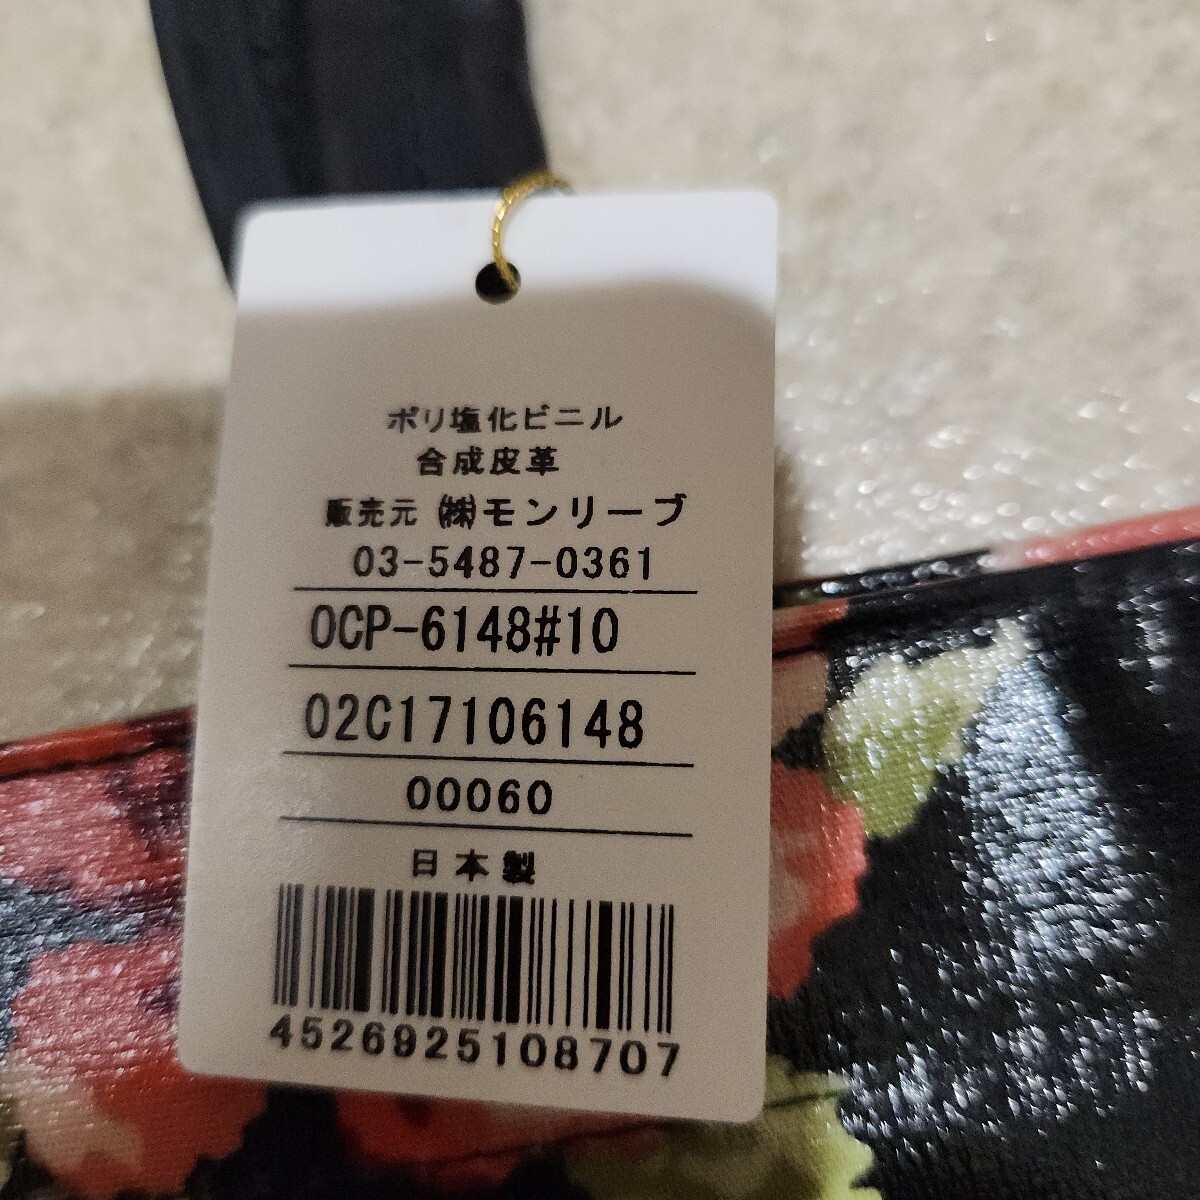 ポリ塩化ビニル
合成皮革
販売元 ㈱モンリーブ
03-5487-0361
OCP-6148#10
02C17106148
00060
日本製
4526925108707